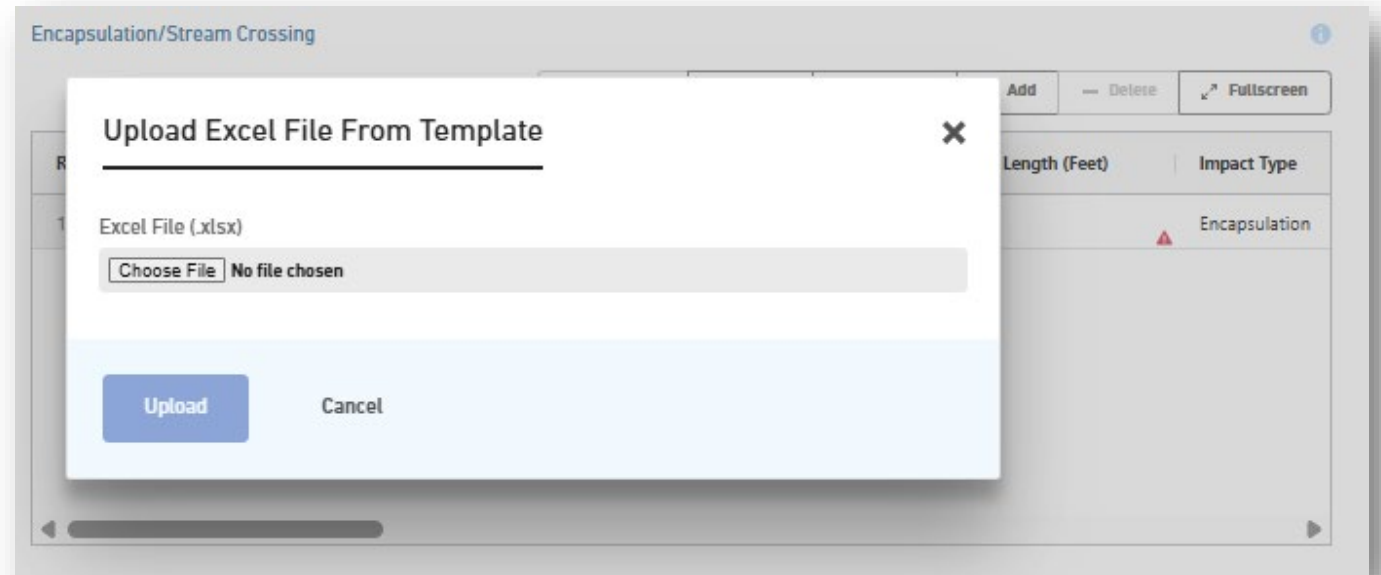 Encapsulation/Stream Crossing
Add — Delete Fullscreen
Upload Excel File From Template
R Length (Feet) Impact Type
1 Encapsulation
Excel File (.xlsx)
Choose File No file chosen
Upload Cancel